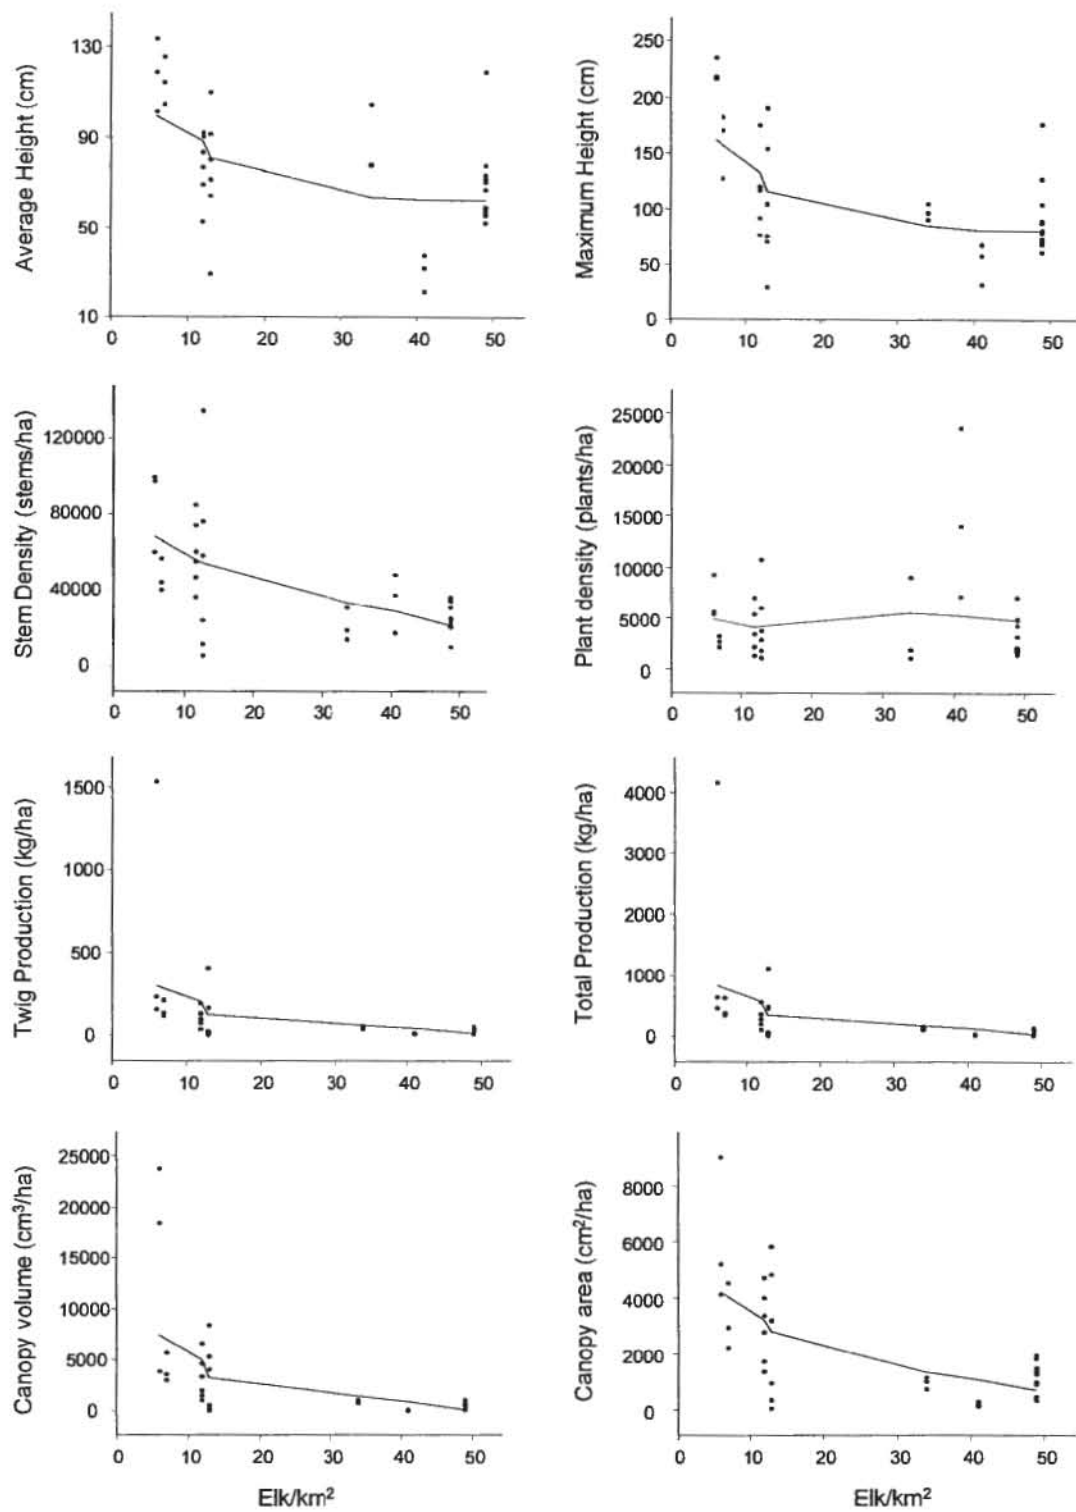 Average Height (cm)
130
90
50
10
0 10 20 30 40 50
Maximum Height (cm)
250
200
150
100
50
0
0 10 20 30 40 50
Stem Density (stems/ha)
120000
80000
40000
0
0 10 20 30 40 50
Plant density (plants/ha)
25000
20000
15000
10000
5000
0
0 10 20 30 40 50
Twig Production (kg/ha)
1500
1000
500
0
0 10 20 30 40 50
Total Production (kg/ha)
4000
3000
2000
1000
0
0 10 20 30 40 50
Canopy volume (cm³/ha)
25000
20000
15000
10000
5000
0
0 10 20 30 40 50
Elk/km²
Canopy area (cm²/ha)
8000
6000
4000
2000
0
0 10 20 30 40 50
Elk/km²